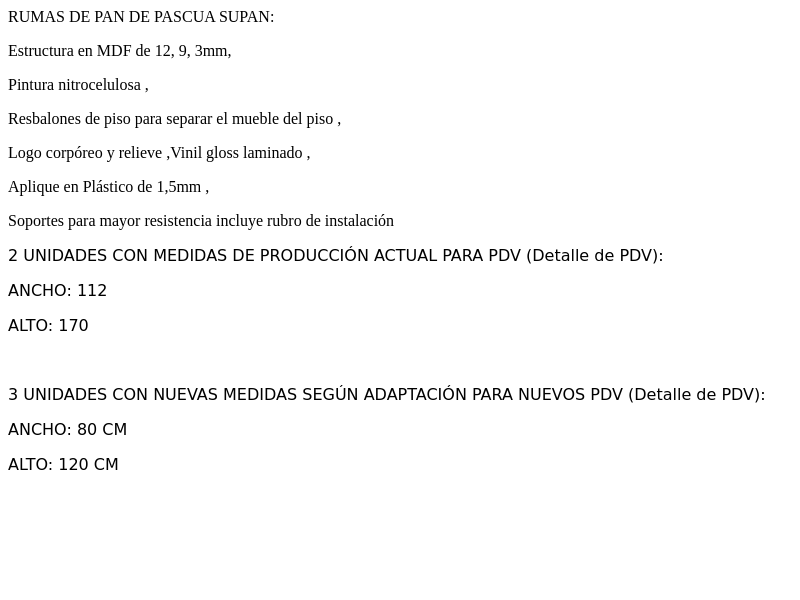 RUMAS DE PAN DE PASCUA SUPAN:
Estructura en MDF de 12, 9, 3mm,
Pintura nitrocelulosa ,
Resbalones de piso para separar el mueble del piso ,
Logo corpóreo y relieve ,Vinil gloss laminado ,
Aplique en Plástico de 1,5mm ,
Soportes para mayor resistencia incluye rubro de instalación
2 UNIDADES CON MEDIDAS DE PRODUCCIÓN ACTUAL PARA PDV (Detalle de PDV):
ANCHO: 112
ALTO: 170
3 UNIDADES CON NUEVAS MEDIDAS SEGÚN ADAPTACIÓN PARA NUEVOS PDV (Detalle de PDV):
ANCHO: 80 CM
ALTO: 120 CM